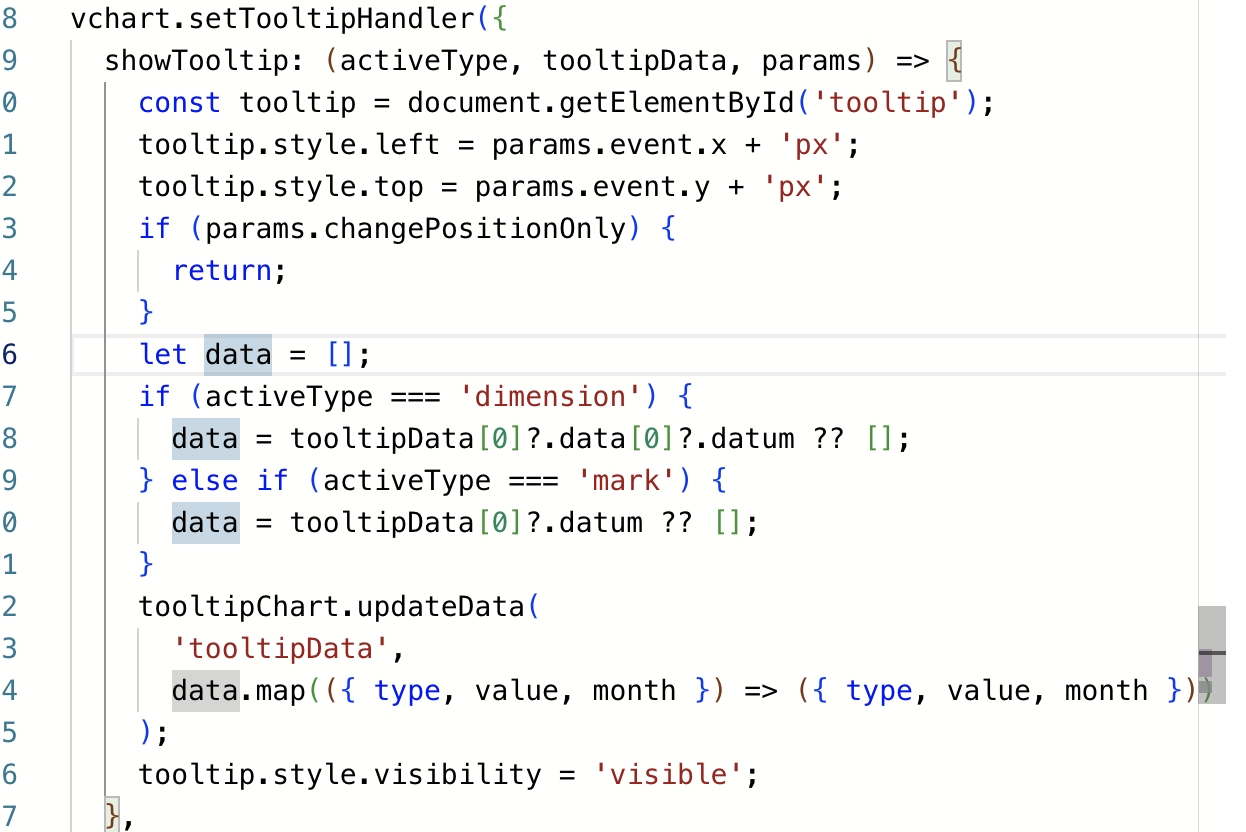 8 vchart.setTooltipHandler({
9 showTooltip: (activeType, tooltipData, params) => {
0 const tooltip = document.getElementById('tooltip');
1 tooltip.style.left = params.event.x + 'px';
2 tooltip.style.top = params.event.y + 'px';
3 if (params.changePositionOnly) {
4 return;
5 }
6 let data = [];
7 if (activeType === 'dimension') {
8 data = tooltipData[0]?.data[0]?.datum ?? [];
9 } else if (activeType === 'mark') {
0 data = tooltipData[0]?.datum ?? [];
1 }
2 tooltipChart.updateData(
3 'tooltipData',
4 data.map(({ type, value, month }) => ({ type, value, month }))
5 );
6 tooltip.style.visibility = 'visible';
7 },